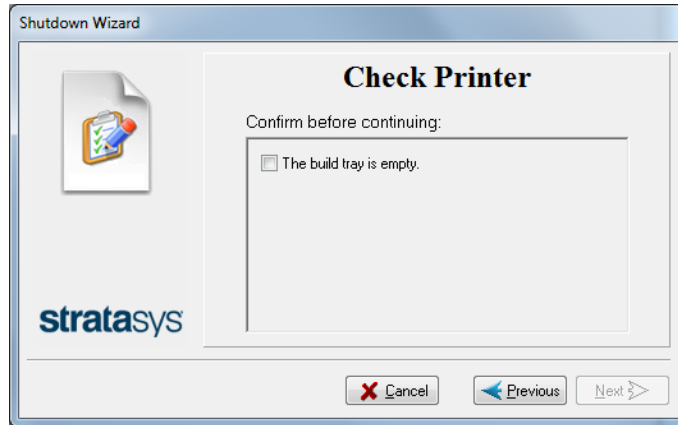 Shutdown Wizard
Check Printer
Confirm before continuing:
The build tray is empty.
stratasys
Cancel
Previous
Next